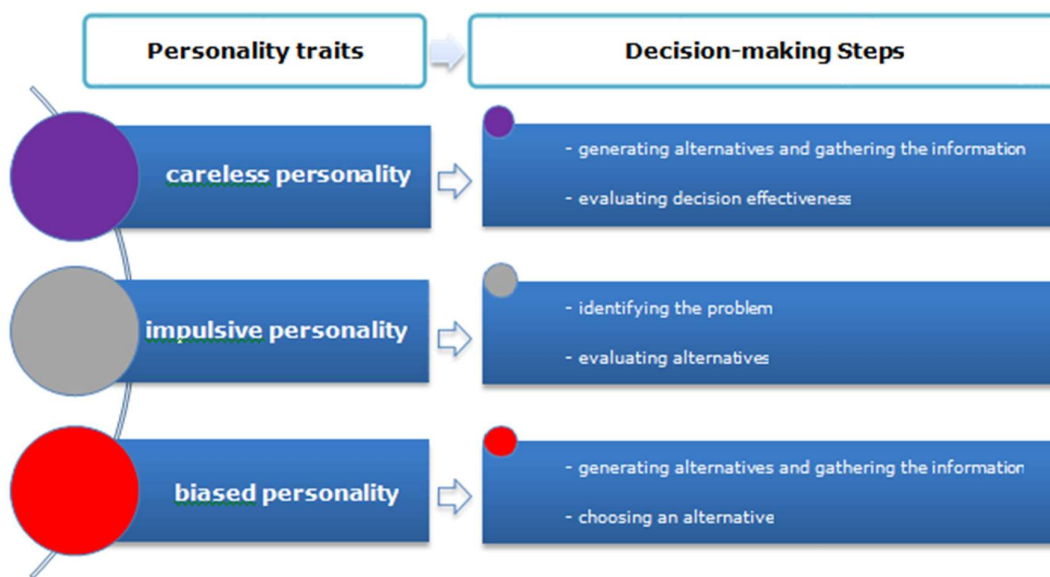 Personality traits
Decision-making Steps
careless personality
- generating alternatives and gathering the information
- evaluating decision effectiveness
impulsive personality
- identifying the problem
- evaluating alternatives
biased personality
- generating alternatives and gathering the information
- choosing an alternative